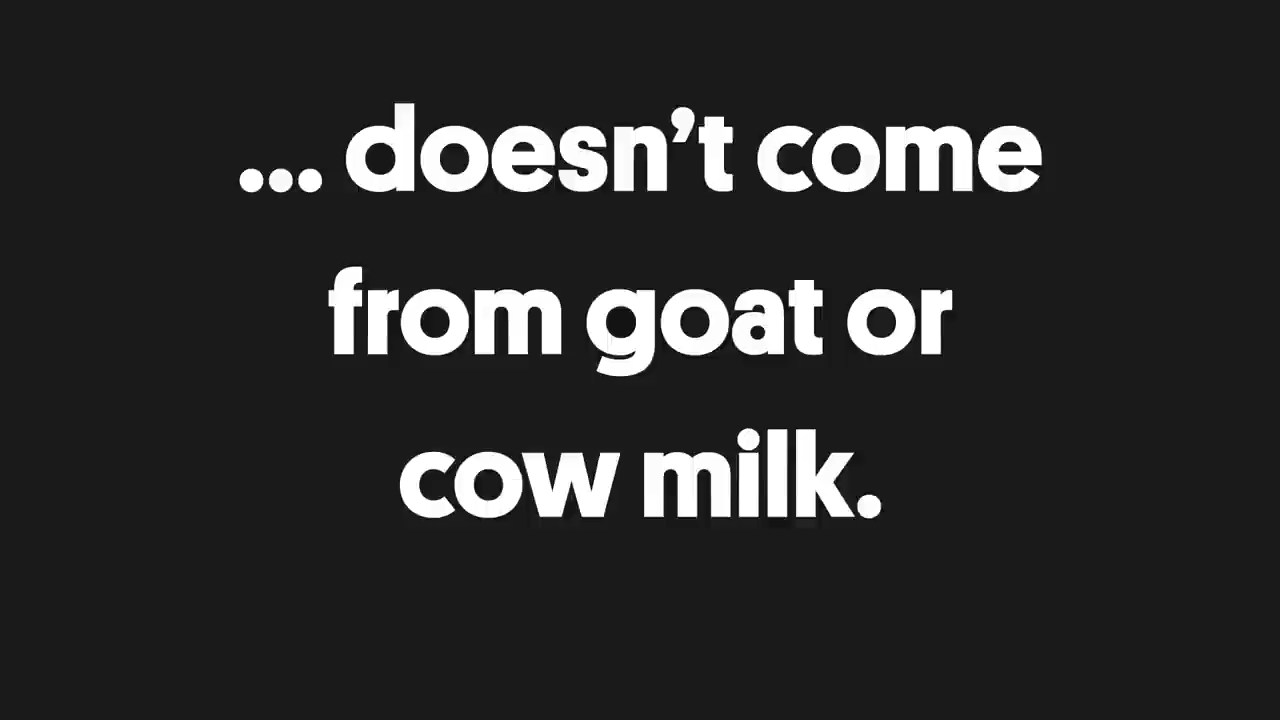 ... doesn’t come
from goat or
cow milk.